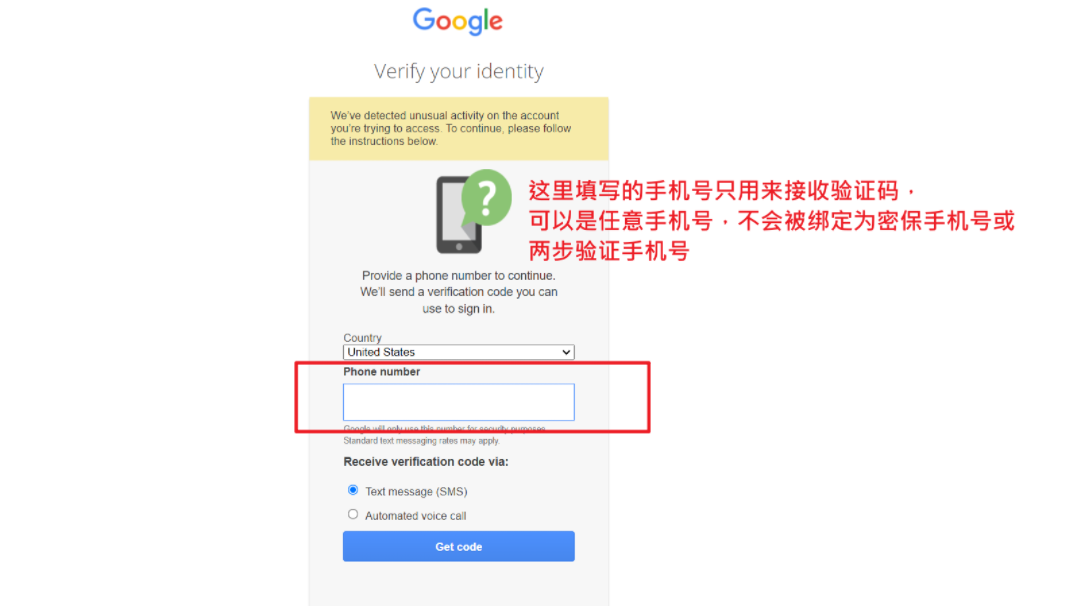 Google
Verify your identity
We've detected unusual activity on the account
you're trying to access. To continue, please follow
the instructions below.
?
这里填写的手机号只用来接收验证码，
可以是任意手机号，不会被绑定为密保手机号或
两步验证手机号
Provide a phone number to continue.
We'll send a verification code you can
use to sign in.
Country
United States
Phone number
Google will only use this number for security purposes.
Standard text messaging rates may apply.
Receive verification code via:
Text message (SMS)
Automated voice call
Get code